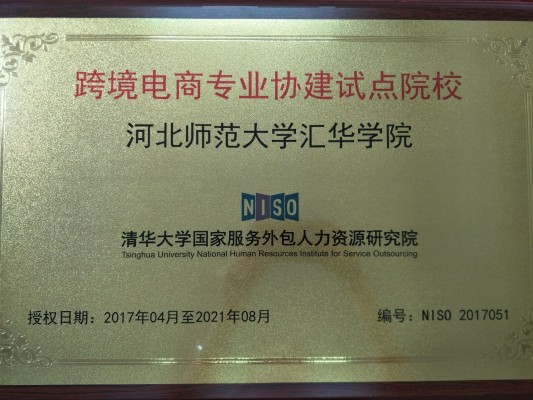 跨境电商专业协建试点院校
河北师范大学汇华学院
NISO
清华大学国家服务外包人力资源研究院
Tsinghua University National Human Resources Institute for Service Outsourcing
授权日期：2017年04月至2021年08月
编号：NISO 2017051